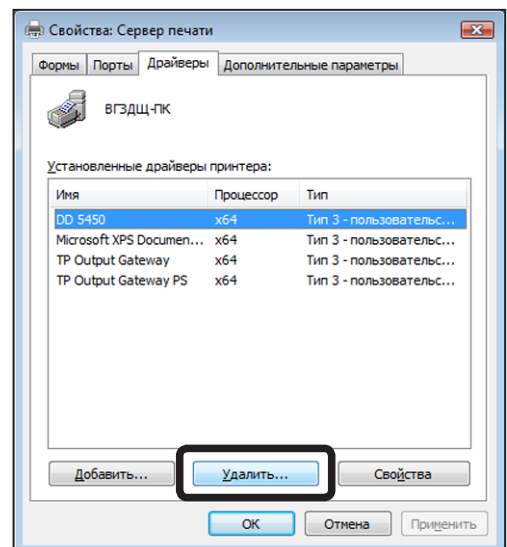 Свойства: Сервер печати
Формы Порты Драйверы Дополнительные параметры
ВГЗДЩ-ПК
Установленные драйверы принтера:
Имя Процессор Тип
DD 5450 x64 Тип 3 - пользовательс...
Microsoft XPS Documen... x64 Тип 3 - пользовательс...
TP Output Gateway x64 Тип 3 - пользовательс...
TP Output Gateway PS x64 Тип 3 - пользовательс...
Добавить... Удалить... Свойства
ОК Отмена Применить